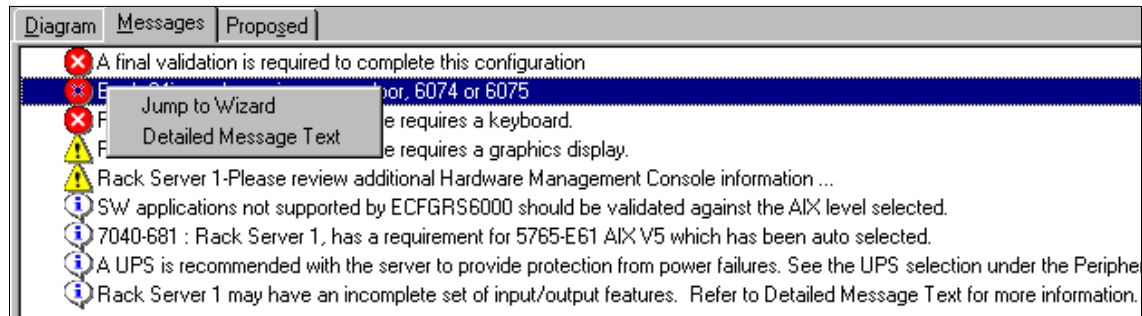 Diagram Messages Proposed
A final validation is required to complete this configuration
6074 or 6075
Jump to Wizard
e requires a keyboard.
Detailed Message Text
e requires a graphics display.
Rack Server 1-Please review additional Hardware Management Console information ...
SW applications not supported by ECFGRS6000 should be validated against the AIX level selected.
7040-681 : Rack Server 1, has a requirement for 5765-E61 AIX V5 which has been auto selected.
A UPS is recommended with the server to provide protection from power failures. See the UPS selection under the Periphe
Rack Server 1 may have an incomplete set of input/output features. Refer to Detailed Message Text for more information.